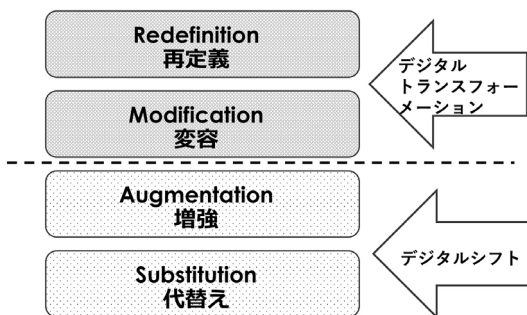 Redefinition
再定義
デジタル
トランスフォー
メーション
Modification
変容
Augmentation
増強
デジタルシフト
Substitution
代替え